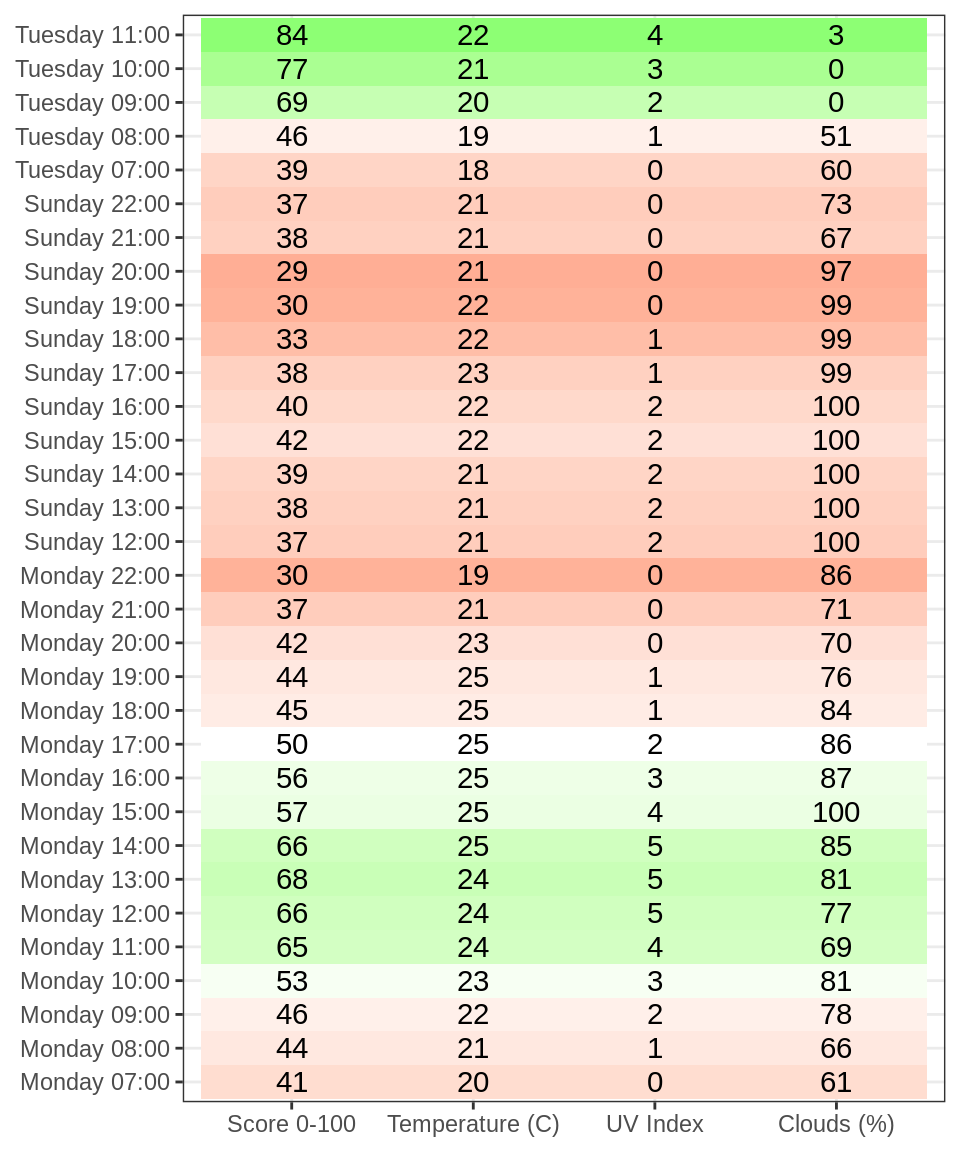 Tuesday 11:00 84 22 4 3
Tuesday 10:00 77 21 3 0
Tuesday 09:00 69 20 2 0
Tuesday 08:00 46 19 1 51
Tuesday 07:00 39 18 0 60
Sunday 22:00 37 21 0 73
Sunday 21:00 38 21 0 67
Sunday 20:00 29 21 0 97
Sunday 19:00 30 22 0 99
Sunday 18:00 33 22 1 99
Sunday 17:00 38 23 1 99
Sunday 16:00 40 22 2 100
Sunday 15:00 42 22 2 100
Sunday 14:00 39 21 2 100
Sunday 13:00 38 21 2 100
Sunday 12:00 37 21 2 100
Monday 22:00 30 19 0 86
Monday 21:00 37 21 0 71
Monday 20:00 42 23 0 70
Monday 19:00 44 25 1 76
Monday 18:00 45 25 1 84
Monday 17:00 50 25 2 86
Monday 16:00 56 25 3 87
Monday 15:00 57 25 4 100
Monday 14:00 66 25 5 85
Monday 13:00 68 24 5 81
Monday 12:00 66 24 5 77
Monday 11:00 65 24 4 69
Monday 10:00 53 23 3 81
Monday 09:00 46 22 2 78
Monday 08:00 44 21 1 66
Monday 07:00 41 20 0 61
Score 0-100 Temperature (C) UV Index Clouds (%)